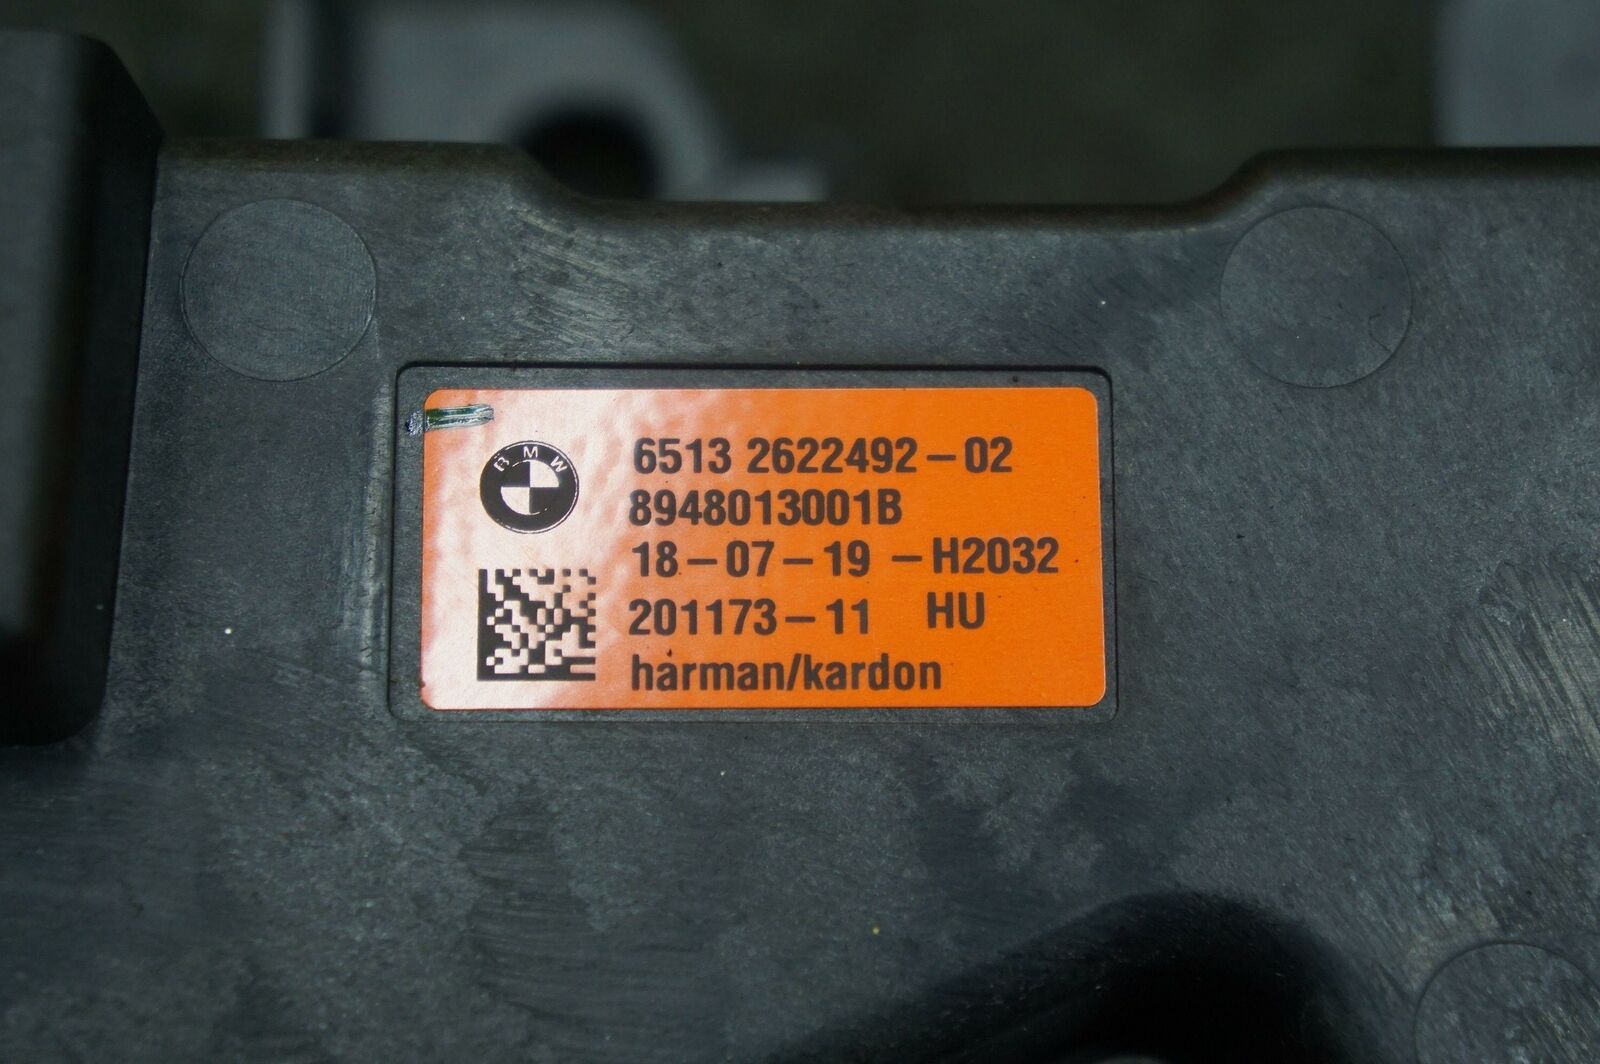 BMW
6513 2622492-02
8948013001B
18-07-19 -H2032
201173-11 HU
harman/kardon